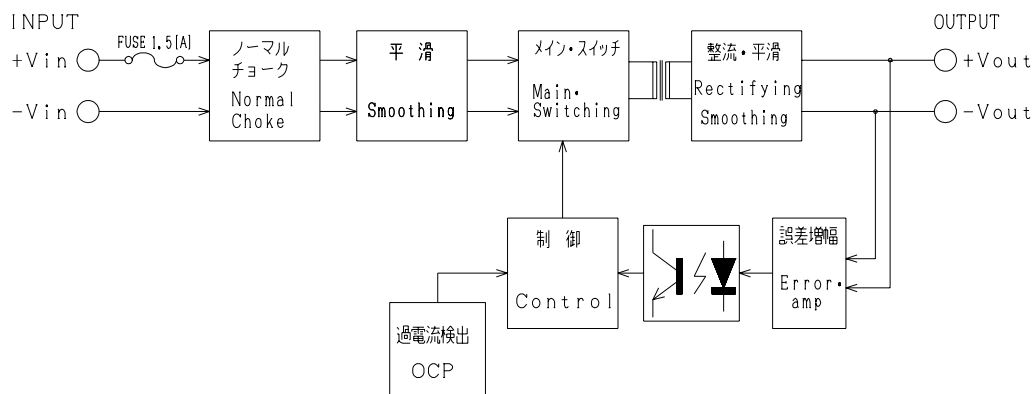 INPUT
OUTPUT
+Vin
FUSE 1.5[A]
ノーマル
チョーク
Normal
Choke
平 滑
Smoothing
メイン・スイッチ
Main・
Switching
整流・平滑
Rectifying
Smoothing
+Vout
-Vin
-Vout
制 御
Control
誤差増幅
Error・
amp
過電流検出
OCP